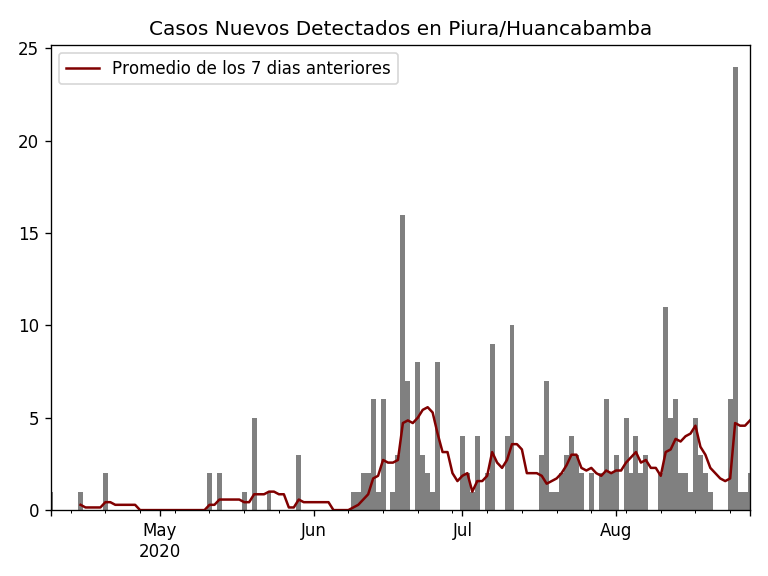 Casos Nuevos Detectados en Piura/Huancabamba
Promedio de los 7 dias anteriores
25
20
15
10
5
0
May
2020
Jun
Jul
Aug